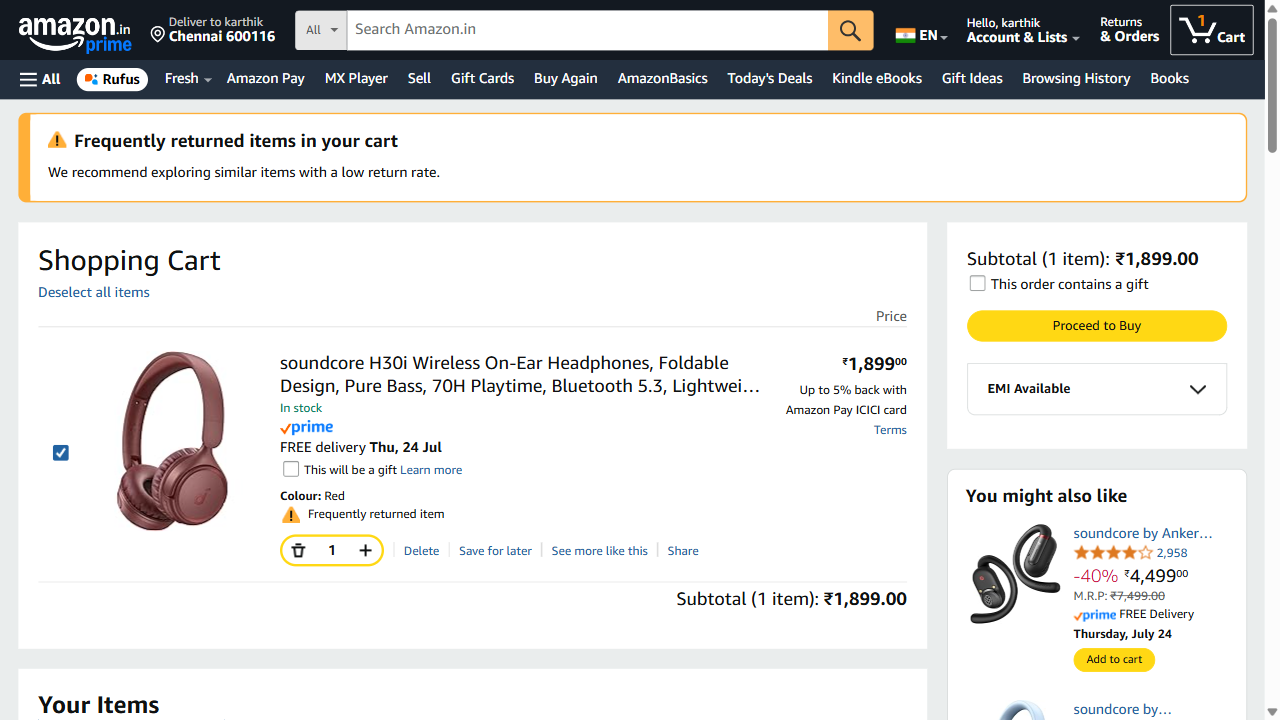 amazon.in
prime
Deliver to karthik
Chennai 600116
All
Search Amazon.in
EN
Hello, karthik
Account & Lists
Returns
& Orders
1
Cart
All
Rufus
Fresh
Amazon Pay
MX Player
Sell
Gift Cards
Buy Again
AmazonBasics
Today's Deals
Kindle eBooks
Gift Ideas
Browsing History
Books
Frequently returned items in your cart
We recommend exploring similar items with a low return rate.
Shopping Cart
Deselect all items
Price
soundcore H30i Wireless On-Ear Headphones, Foldable
Design, Pure Bass, 70H Playtime, Bluetooth 5.3, Lightwei…
In stock
prime
FREE delivery Thu, 24 Jul
This will be a gift Learn more
Colour: Red
Frequently returned item
1
Delete
Save for later
See more like this
Share
₹1,899.00
Up to 5% back with
Amazon Pay ICICI card
Terms
Subtotal (1 item): ₹1,899.00
Your Items
Subtotal (1 item): ₹1,899.00
This order contains a gift
Proceed to Buy
EMI Available
You might also like
soundcore by Anker…
2,958
-40% ₹4,499.00
M.R.P: ₹7,499.00
prime FREE Delivery
Thursday, July 24
Add to cart
soundcore by…